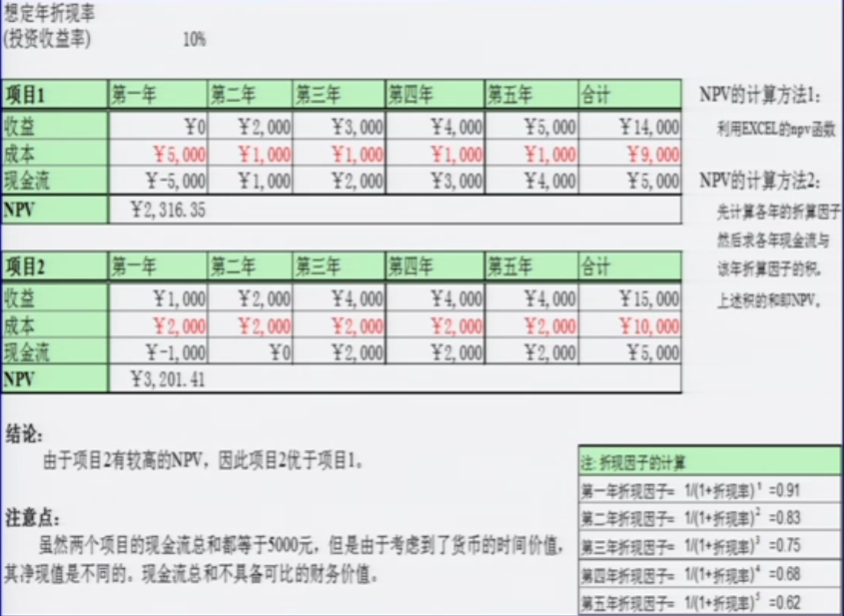 想定年折现率
(投资收益率) 10%
项目1 第一年 第二年 第三年 第四年 第五年 合计
收益 ¥0 ¥2,000 ¥3,000 ¥4,000 ¥5,000 ¥14,000
成本 ¥5,000 ¥1,000 ¥1,000 ¥1,000 ¥1,000 ¥9,000
现金流 ¥-5,000 ¥1,000 ¥2,000 ¥3,000 ¥4,000 ¥5,000
NPV ¥2,316.35
NPV的计算方法1:
利用EXCEL的npv函数
NPV的计算方法2:
先计算各年的折算因子
然后求各年现金流与
该年折算因子的积。
上述积的和即NPV。
项目2 第一年 第二年 第三年 第四年 第五年 合计
收益 ¥1,000 ¥2,000 ¥4,000 ¥4,000 ¥4,000 ¥15,000
成本 ¥2,000 ¥2,000 ¥2,000 ¥2,000 ¥2,000 ¥10,000
现金流 ¥-1,000 ¥0 ¥2,000 ¥2,000 ¥2,000 ¥5,000
NPV ¥3,201.41
结论:
由于项目2有较高的NPV,因此项目2优于项目1。
注意点:
虽然两个项目的现金流总和都等于5000元,但是由于考虑到了货币的时间价值,
其净现值是不同的。现金流总和不具备可比的财务价值。
注: 折现因子的计算
第一年折现因子= 1/(1+折现率)¹ =0.91
第二年折现因子= 1/(1+折现率)² =0.83
第三年折现因子= 1/(1+折现率)³ =0.75
第四年折现因子= 1/(1+折现率)⁴ =0.68
第五年折现因子= 1/(1+折现率)⁵ =0.62